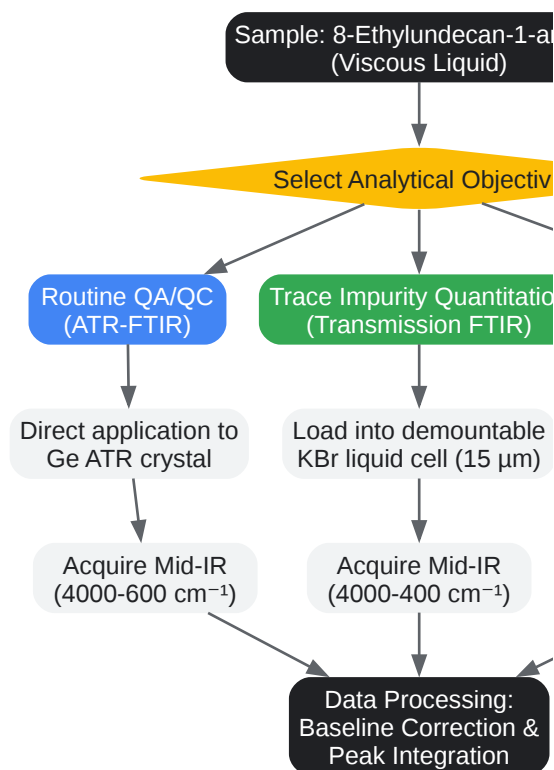 Sample: 8-Ethylundecan-1-a
(Viscous Liquid)
Select Analytical Objectiv
Routine QA/QC
(ATR-FTIR)
Trace Impurity Quantitatio
(Transmission FTIR)
Direct application to
Ge ATR crystal
Load into demountable
KBr liquid cell (15 µm)
Acquire Mid-IR
(4000-600 cm⁻¹)
Acquire Mid-IR
(4000-400 cm⁻¹)
Data Processing:
Baseline Correction &
Peak Integration